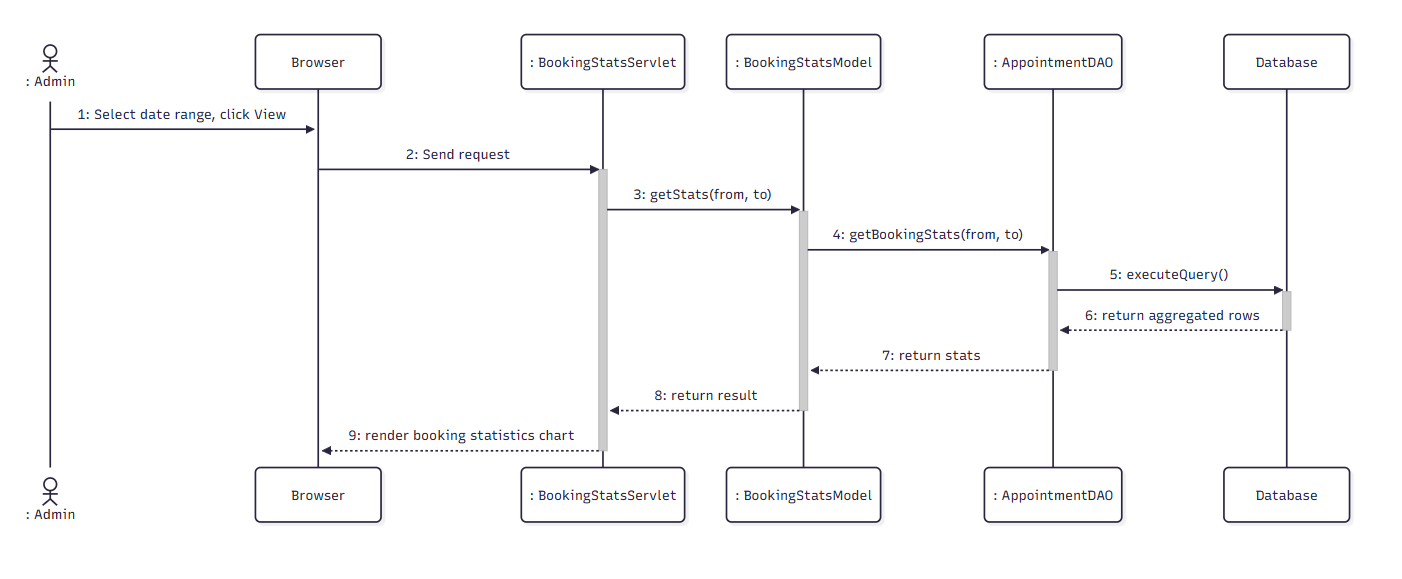 : Admin
Browser
: BookingStatsServlet
: BookingStatsModel
: AppointmentDAO
Database
1: Select date range, click View
2: Send request
3: getStats(from, to)
4: getBookingStats(from, to)
5: executeQuery()
6: return aggregated rows
7: return stats
8: return result
9: render booking statistics chart
: Admin
Browser
: BookingStatsServlet
: BookingStatsModel
: AppointmentDAO
Database